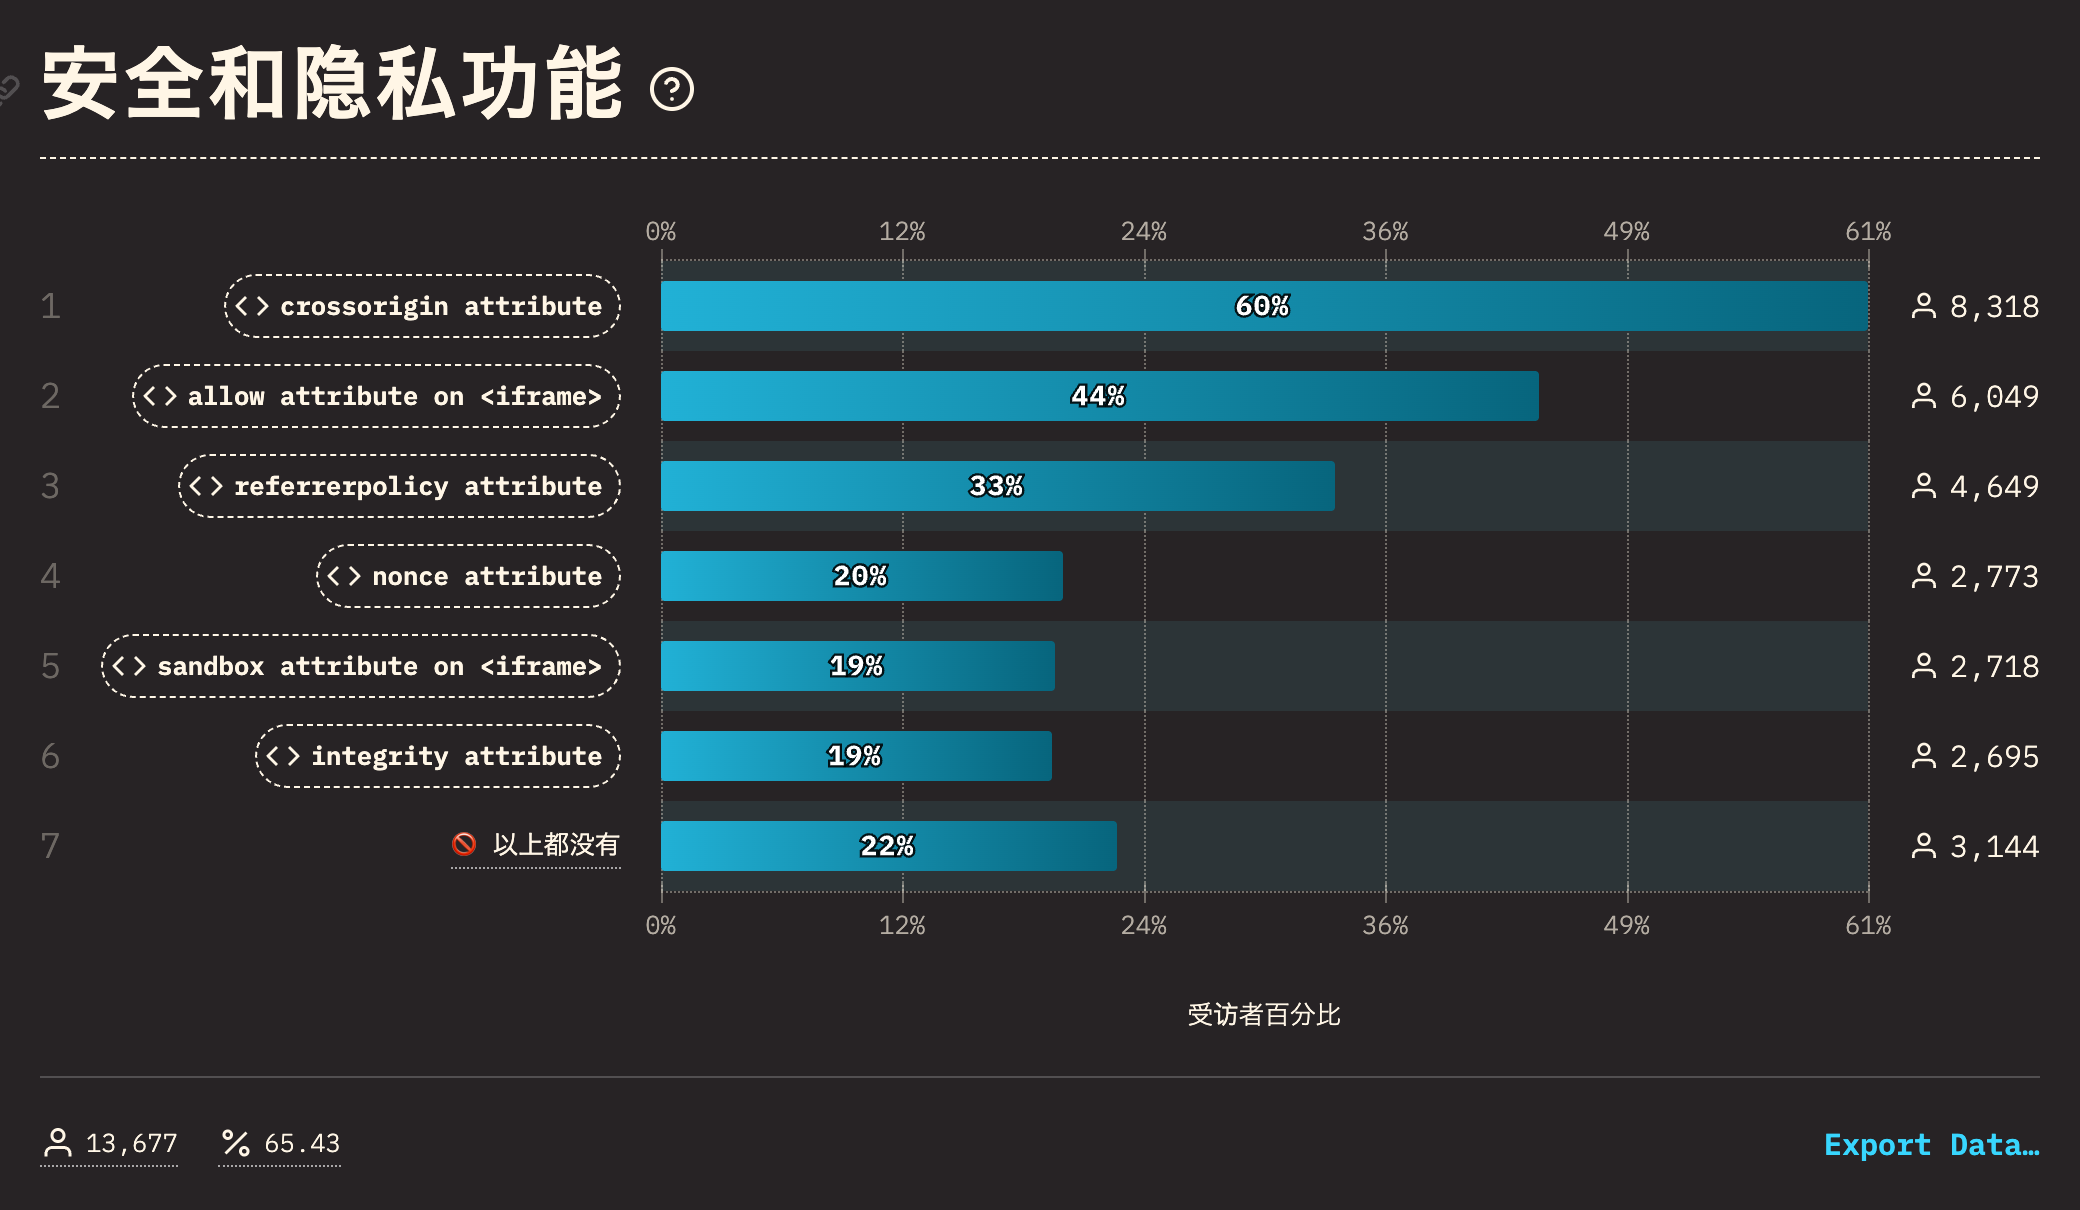 安全和隐私功能
0% 12% 24% 36% 49% 61%
1 <> crossorigin attribute 60% 8,318
2 <> allow attribute on <iframe> 44% 6,049
3 <> referrerpolicy attribute 33% 4,649
4 <> nonce attribute 20% 2,773
5 <> sandbox attribute on <iframe> 19% 2,718
6 <> integrity attribute 19% 2,695
7 以上都没有 22% 3,144
0% 12% 24% 36% 49% 61%
受访者百分比
13,677 % 65.43 Export Data…